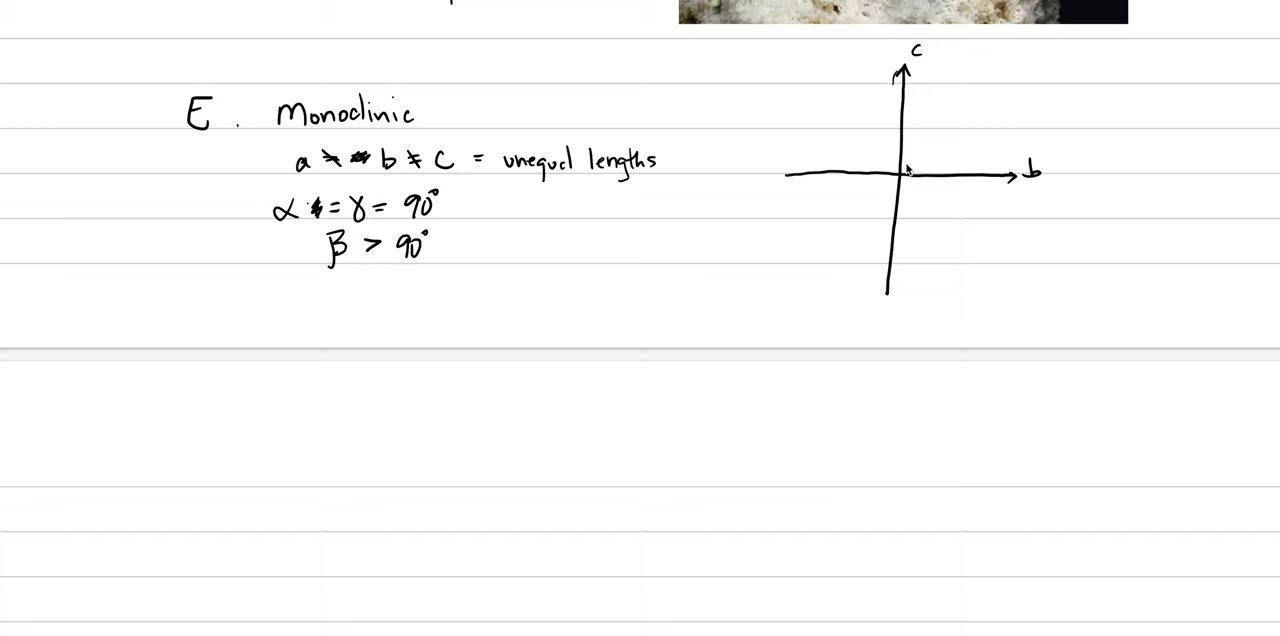 E. Monoclinic
a ≠ b ≠ c = unequal lengths
α = γ = 90°
β > 90°
c
b